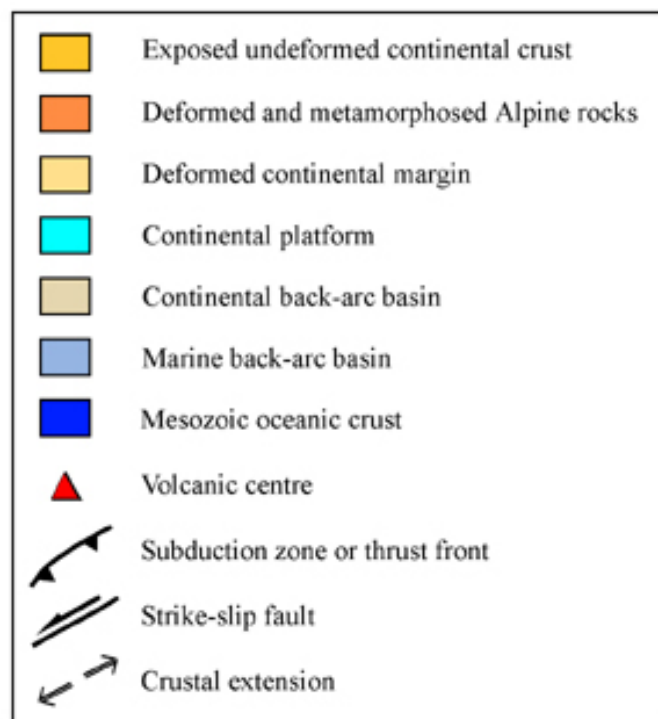 Exposed undeformed continental crust
Deformed and metamorphosed Alpine rocks
Deformed continental margin
Continental platform
Continental back-arc basin
Marine back-arc basin
Mesozoic oceanic crust
Volcanic centre
Subduction zone or thrust front
Strike-slip fault
Crustal extension